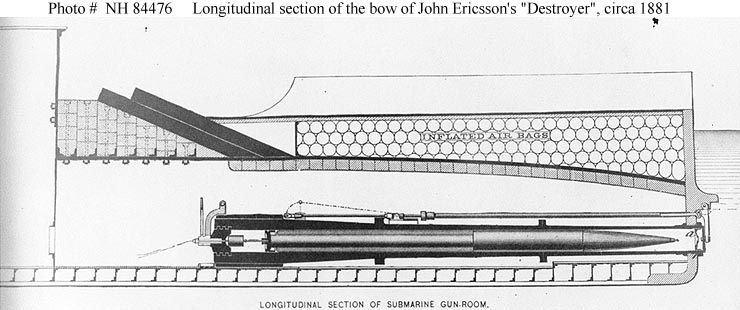 Photo # NH 84476 Longitudinal section of the bow of John Ericsson's "Destroyer", circa 1881
INFLATED AIR BAGS
LONGITUDINAL SECTION OF SUBMARINE GUN-ROOM.